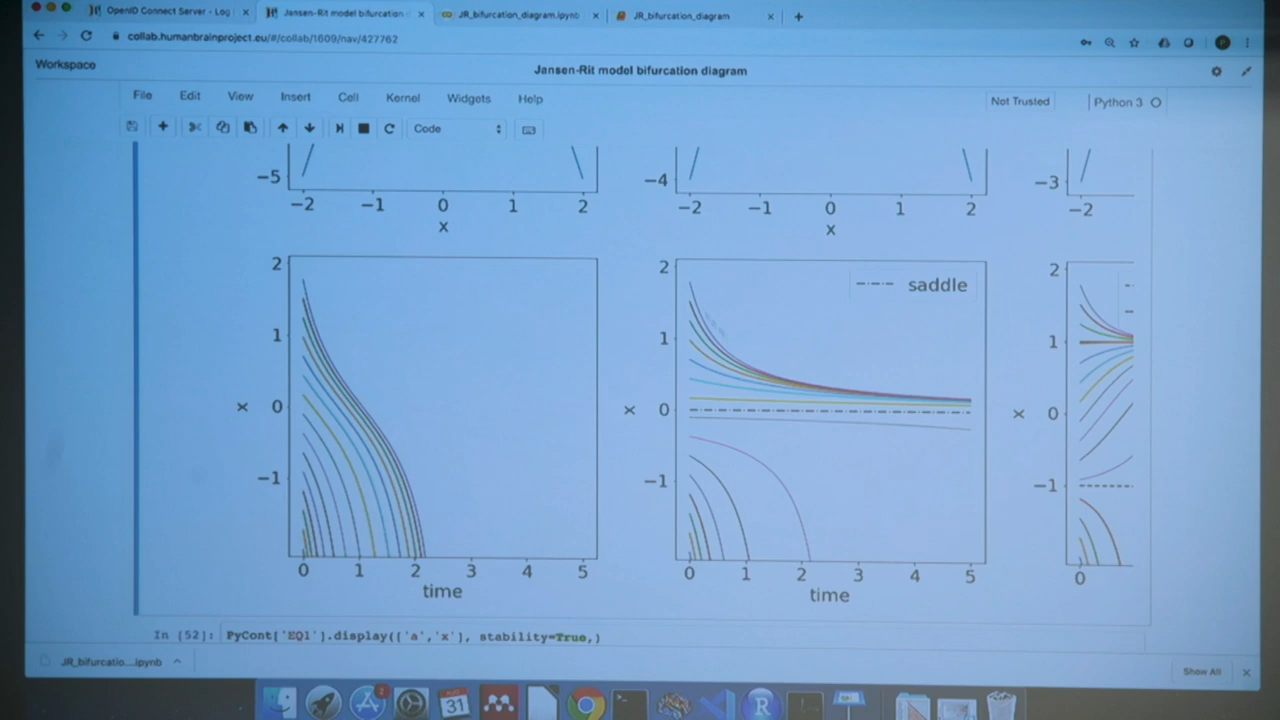 OpenID Connect Server - Log
Jansen-Rit model bifurcation
JR_bifurcation_diagram.ipynb
JR_bifurcation_diagram
collab.humanbrainproject.eu/#/collab/1609/nav/427762
Workspace
Jansen-Rit model bifurcation diagram
File Edit View Insert Cell Kernel Widgets Help
Not Trusted
Python 3
Code
−5
−2 −1 0 1 2
x
−4
−2 −1 0 1 2
x
−3
−2
2
1
0
−1
x
0 1 2 3 4 5
time
2
1
0
−1
x
saddle
0 1 2 3 4 5
time
2
1
0
−1
x
0
In [52]: PyCont['EQ1'].display(['a','x'], stability=True,)
JR_bifurcatio...ipynb
Show All
31
R